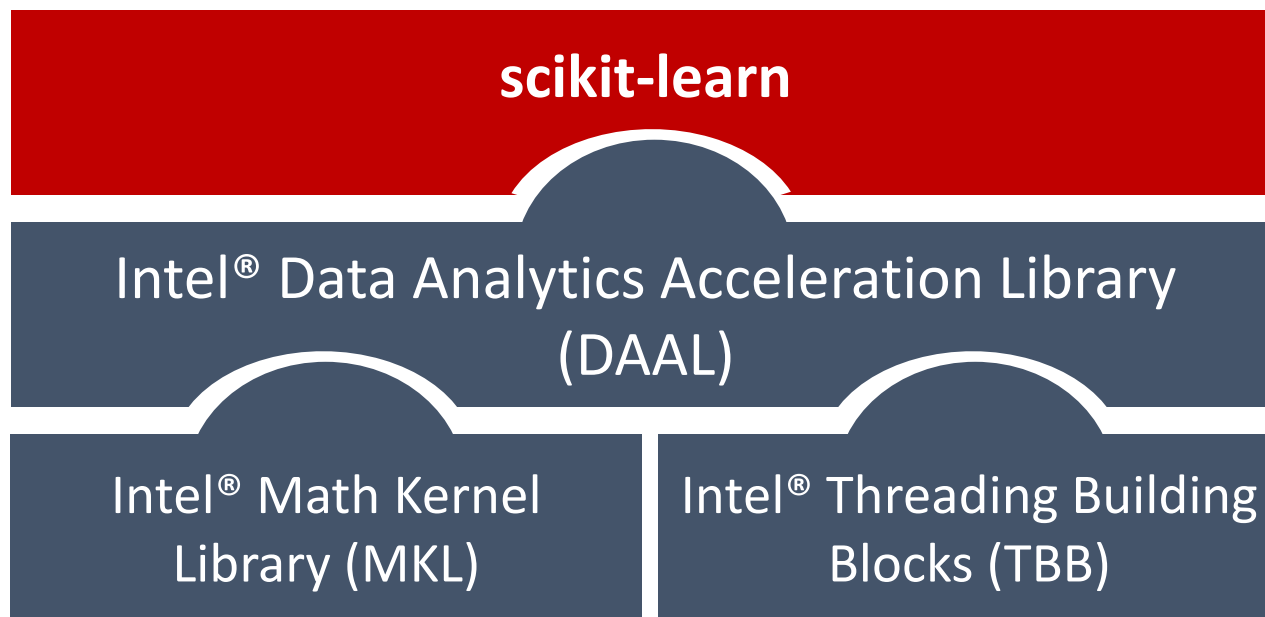 scikit-learn
Intel® Data Analytics Acceleration Library
(DAAL)
Intel® Math Kernel
Library (MKL)
Intel® Threading Building
Blocks (TBB)